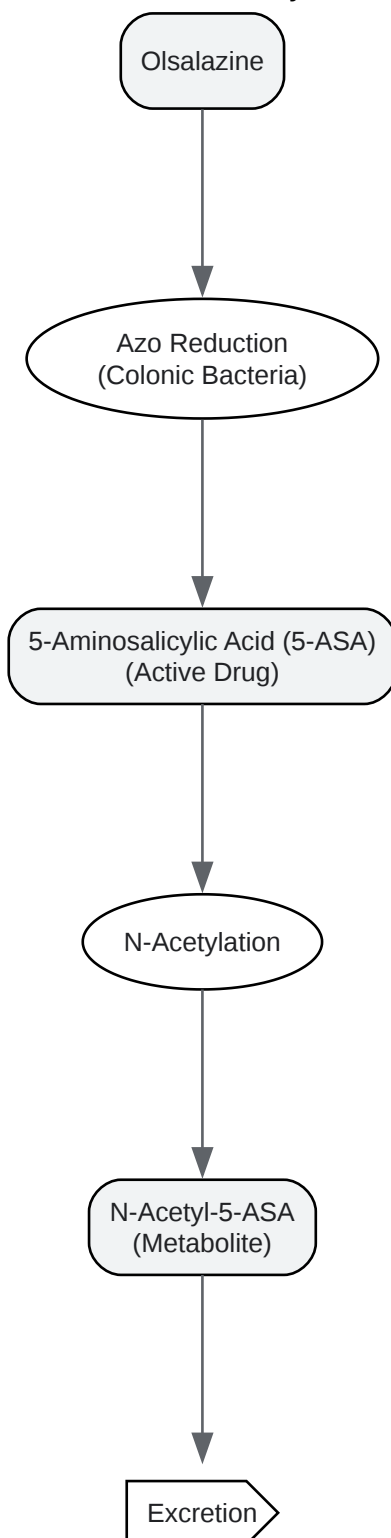 Olsalazine
Azo Reduction
(Colonic Bacteria)
5-Aminosalicylic Acid (5-ASA)
(Active Drug)
N-Acetylation
N-Acetyl-5-ASA
(Metabolite)
Excretion